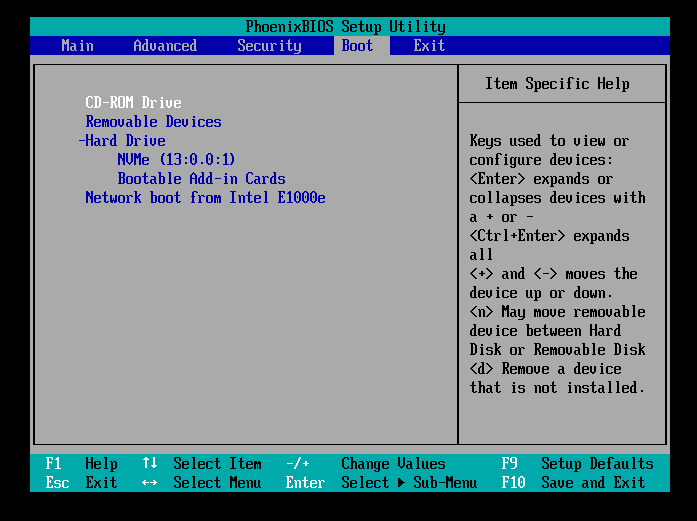 PhoenixBIOS Setup Utility
Main Advanced Security Boot Exit
CD-ROM Drive
Removable Devices
-Hard Drive
NVMe (13:0.0:1)
Bootable Add-in Cards
Network boot from Intel E1000e
Item Specific Help
Keys used to view or
configure devices:
<Enter> expands or
collapses devices with
a + or -
<Ctrl+Enter> expands
all
<+> and <-> moves the
device up or down.
<n> May move removable
device between Hard
Disk or Removable Disk
<d> Remove a device
that is not installed.
F1 Help ↑↓ Select Item -/+ Change Values F9 Setup Defaults
Esc Exit ↔ Select Menu Enter Select ▶ Sub-Menu F10 Save and Exit